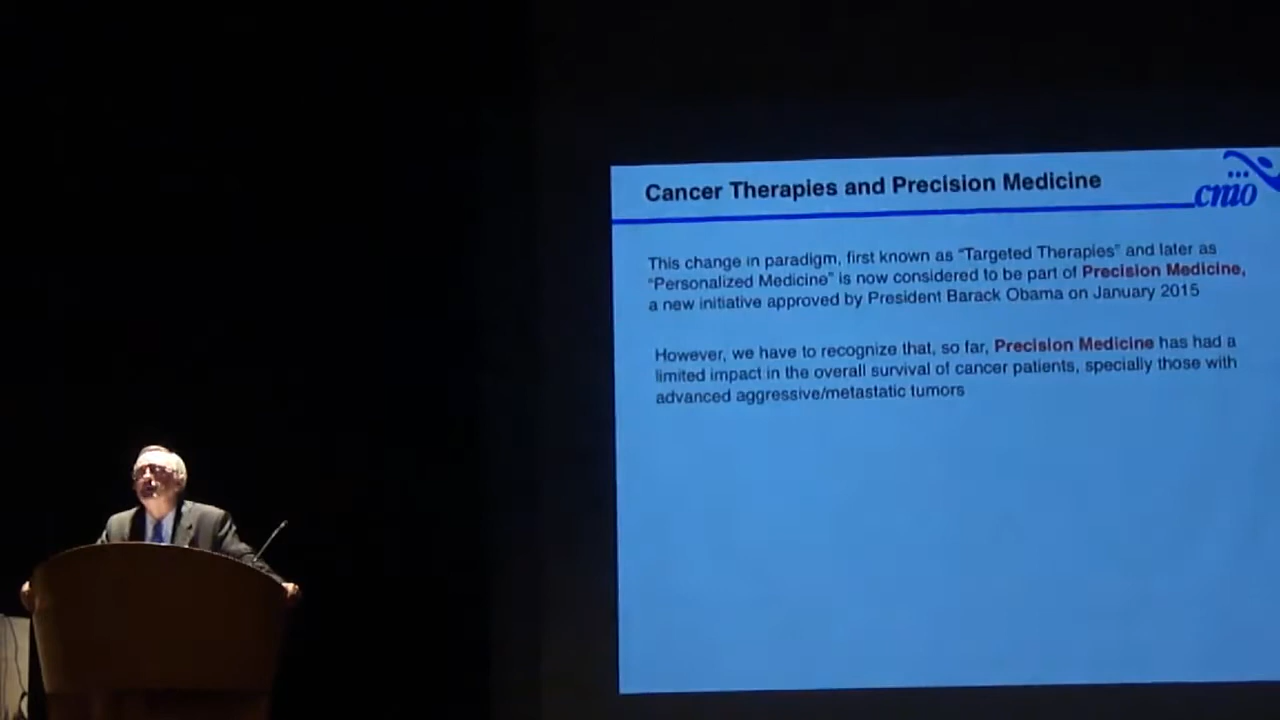 Cancer Therapies and Precision Medicine
cnio
This change in paradigm, first known as "Targeted Therapies" and later as
"Personalized Medicine" is now considered to be part of Precision Medicine,
a new initiative approved by President Barack Obama on January 2015
However, we have to recognize that, so far, Precision Medicine has had a
limited impact in the overall survival of cancer patients, specially those with
advanced aggressive/metastatic tumors